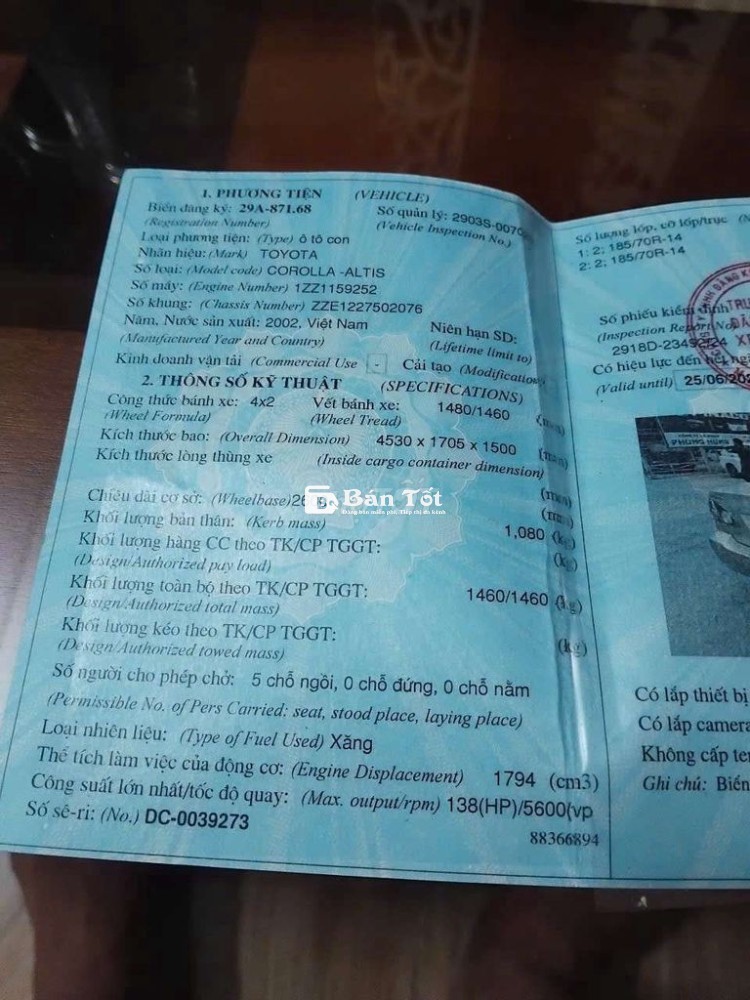 1. PHƯƠNG TIỆN (VEHICLE)
Biển đăng ký: 29A-871.68 Số quản lý: 2903S-0070
(Registration Number) (Vehicle Inspection No.)
Loại phương tiện: (Type) ô tô con
Nhãn hiệu: (Mark) TOYOTA
Số loại: (Model code) COROLLA -ALTIS
Số máy: (Engine Number) 1ZZ1159252
Số khung: (Chassis Number) ZZE1227502076
Năm, Nước sản xuất: 2002, Việt Nam Niên hạn SD:
(Manufactured Year and Country) (Lifetime limit to)
Kinh doanh vận tải (Commercial Use - Cải tạo (Modification
2. THÔNG SỐ KỸ THUẬT (SPECIFICATIONS)
Công thức bánh xe: 4x2 Vết bánh xe: 1480/1460
(Wheel Formula) (Wheel Tread) (mm)
Kích thước bao: (Overall Dimension) 4530 x 1705 x 1500 (mm)
Kích thước lòng thùng xe (Inside cargo container dimension)
(mm)
Chiều dài cơ sở: (Wheelbase) (mm)
Khối lượng bản thân: (Kerb mass) 1,080 (kg)
Khối lượng hàng CC theo TK/CP TGGT: (kg)
(Design/Authorized pay load)
Khối lượng toàn bộ theo TK/CP TGGT: 1460/1460 (kg)
(Design/Authorized total mass)
Khối lượng kéo theo TK/CP TGGT: (kg)
(Design/Authorized towed mass)
Số người cho phép chở: 5 chỗ ngồi, 0 chỗ đứng, 0 chỗ nằm
(Permissible No. of Pers Carried: seat, stood place, laying place)
Loại nhiên liệu: (Type of Fuel Used) Xăng
Thể tích làm việc của động cơ: (Engine Displacement) 1794 (cm3)
Công suất lớn nhất/tốc độ quay: (Max. output/rpm) 138(HP)/5600(vp
Số sê-ri: (No.) DC-0039273
88366894
Số lượng lốp, cỡ lốp/trục (N
1: 2; 185/70R-14
2: 2; 185/70R-14
Số phiếu kiểm định
(Inspection Report No)
2918D-23492/24
Có hiệu lực đến hết ngà
(Valid until) 25/06/20
Có lắp thiết bị
Có lắp camera
Không cấp tem
Ghi chú: Biển
Bán Tốt